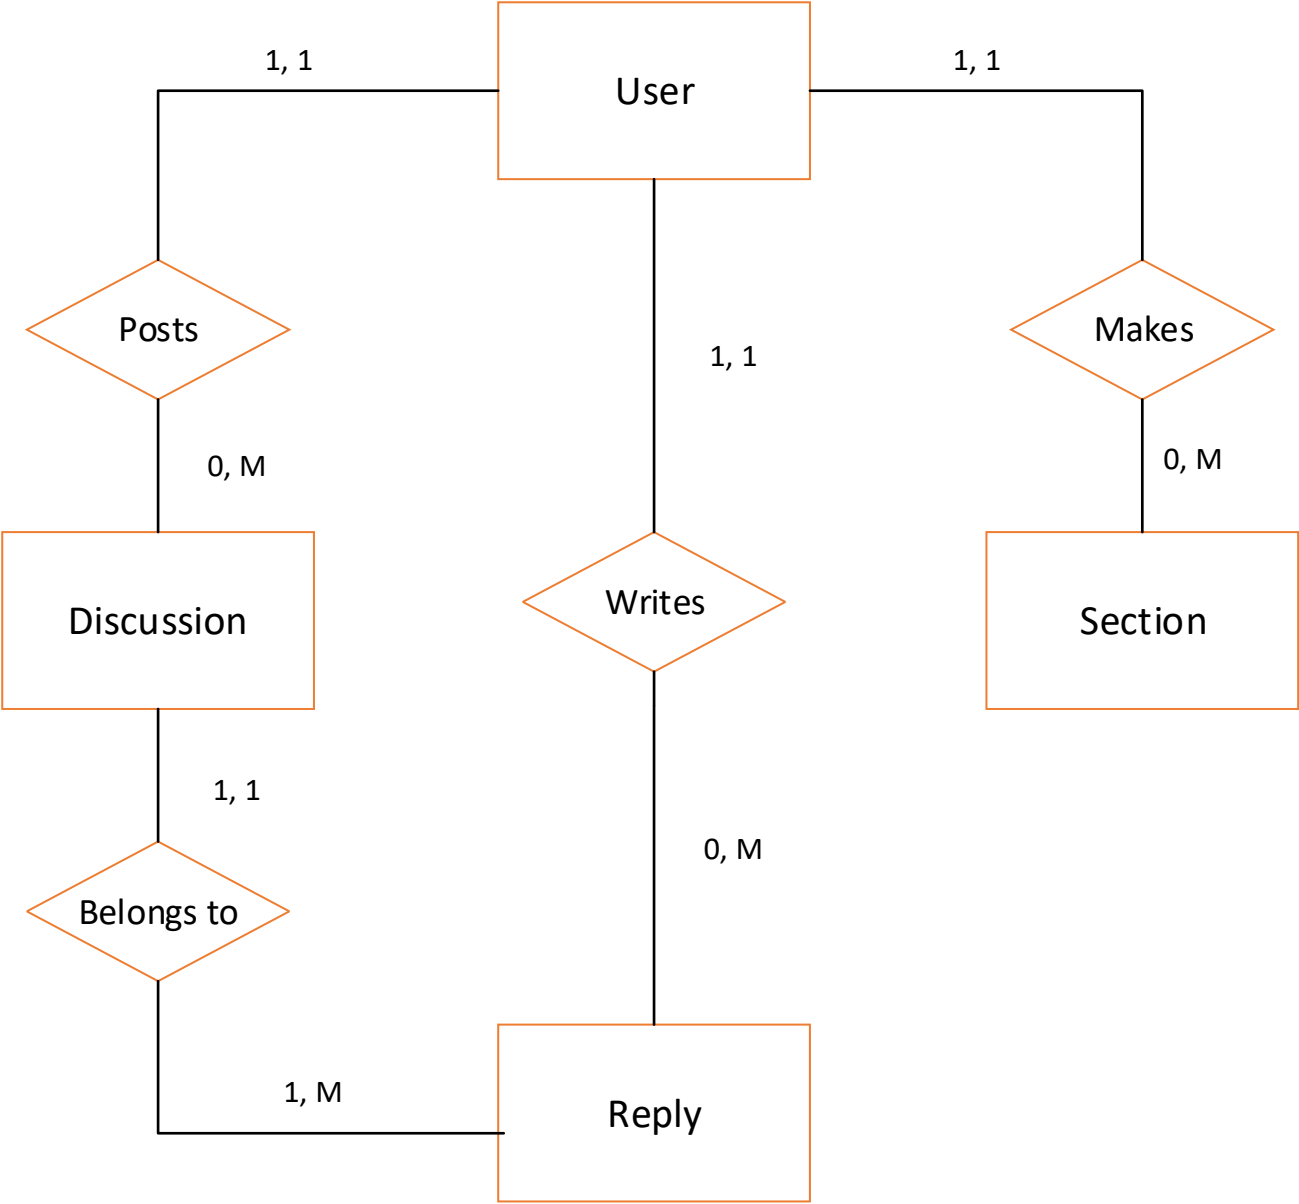 1, 1
User
1, 1
Posts
1, 1
Makes
0, M
0, M
Discussion
Writes
Section
1, 1
0, M
Belongs to
1, M
Reply